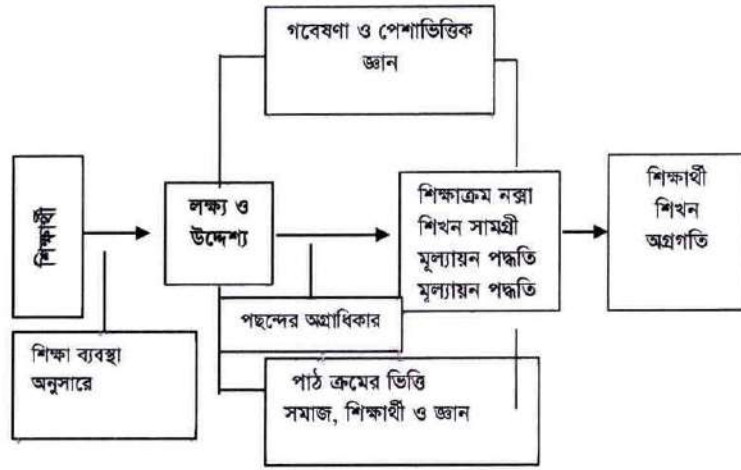 গবেষণা ও পেশাভিত্তিক
জ্ঞান
শিক্ষার্থী
লক্ষ্য ও
উদ্দেশ্য
শিক্ষাক্রম নক্সা
শিখন সামগ্রী
মূল্যায়ন পদ্ধতি
মূল্যায়ন পদ্ধতি
শিক্ষার্থী
শিখন
অগ্রগতি
পছন্দের অগ্রাধিকার
শিক্ষা ব্যবস্থা
অনুসারে
পাঠ ক্রমের ভিত্তি
সমাজ, শিক্ষার্থী ও জ্ঞান